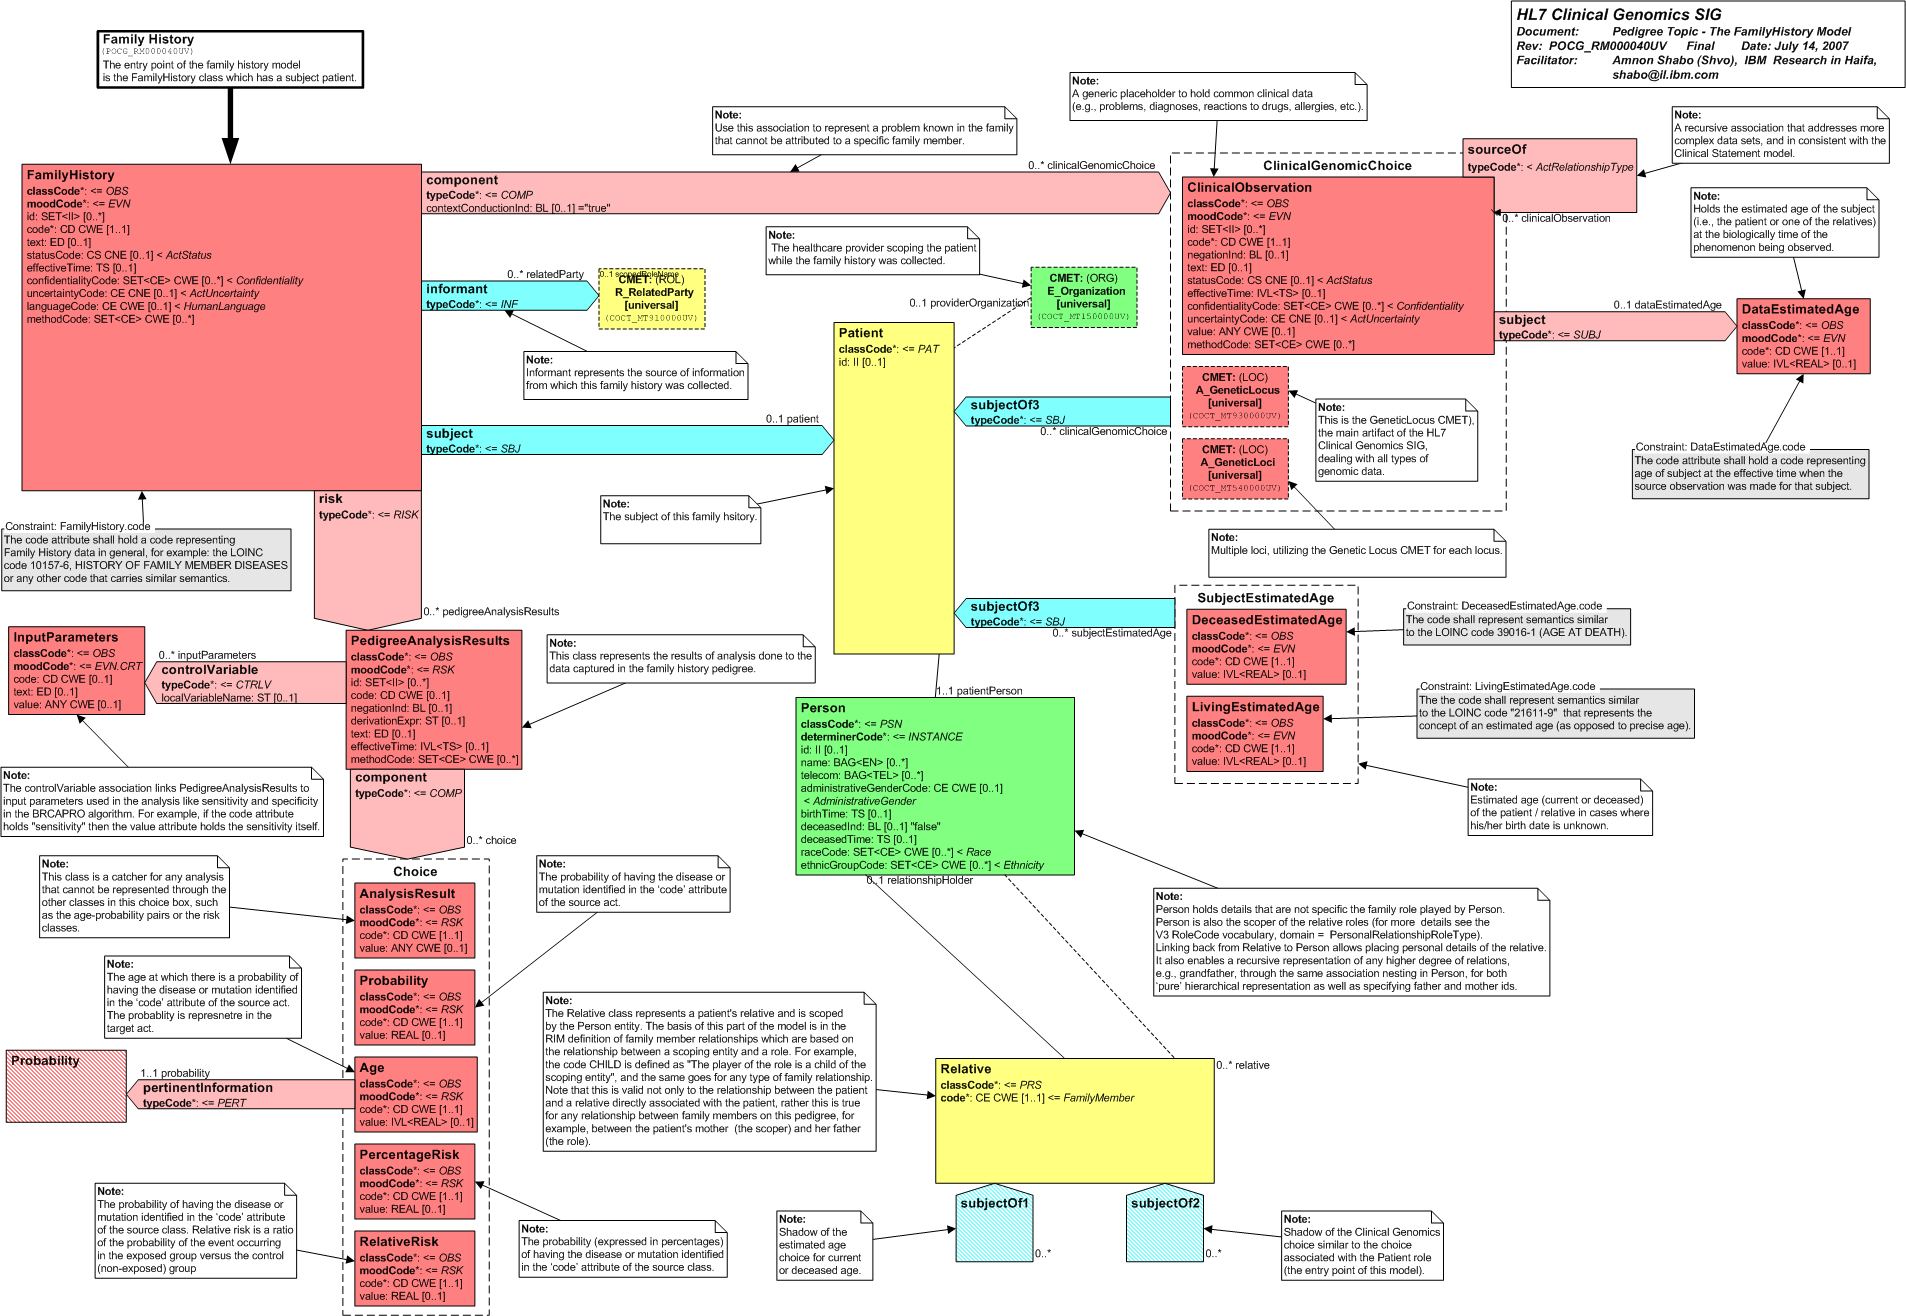 HL7 Clinical Genomics SIG
Document: Pedigree Topic - The FamilyHistory Model
Rev: POCG_RM000040UV Final Date: July 14, 2007
Facilitator: Amnon Shabo (Shvo), IBM Research in Haifa,
shabo@il.ibm.com
Family History
(POCG_RM000040UV)
The entry point of the family history model
is the FamilyHistory class which has a subject patient.
Note:
Use this association to represent a problem known in the family
that cannot be attributed to a specific family member.
Note:
A generic placeholder to hold common clinical data
(e.g., problems, diagnoses, reactions to drugs, allergies, etc.).
Note:
A recursive association that addresses more
complex data sets, and in consistent with the
Clinical Statement model.
FamilyHistory
classCode*: <= OBS
moodCode*: <= EVN
id: SET<II> [0..*]
code*: CD CWE [1..1]
text: ED [0..1]
statusCode: CS CNE [0..1] < ActStatus
effectiveTime: TS [0..1]
confidentialityCode: SET<CE> CWE [0..*] < Confidentiality
uncertaintyCode: CE CNE [0..1] < ActUncertainty
languageCode: CE CWE [0..1] < HumanLanguage
methodCode: SET<CE> CWE [0..*]
0..* clinicalGenomicChoice
component
typeCode*: <= COMP
contextConductionInd: BL [0..1] ="true"
ClinicalGenomicChoice
sourceOf
typeCode*: < ActRelationshipType
0..* clinicalObservation
ClinicalObservation
classCode*: <= OBS
moodCode*: <= EVN
id: SET<II> [0..*]
code*: CD CWE [1..1]
negationInd: BL [0..1]
text: ED [0..1]
statusCode: CS CNE [0..1] < ActStatus
effectiveTime: IVL<TS> [0..1]
confidentialityCode: SET<CE> CWE [0..*] < Confidentiality
uncertaintyCode: CE CNE [0..1] < ActUncertainty
value: ANY CWE [0..1]
methodCode: SET<CE> CWE [0..*]
Note:
Holds the estimated age of the subject
(i.e., the patient or one of the relatives)
at the biologically time of the
phenomenon being observed.
0..1 dataEstimatedAge
subject
typeCode*: <= SUBJ
DataEstimatedAge
classCode*: <= OBS
moodCode*: <= EVN
code*: CD CWE [1..1]
value: IVL<REAL> [0..1]
Constraint: DataEstimatedAge.code
The code attribute shall hold a code representing
age of subject at the effective time when the
source observation was made for that subject.
Note:
The healthcare provider scoping the patient
while the family history was collected.
0..* relatedParty
informant
typeCode*: <= INF
0..1 scopedRoleName
CMET: (ROL)
R_RelatedParty
[universal]
(COCT_MT910000UV)
0..1 providerOrganization
CMET: (ORG)
E_Organization
[universal]
(COCT_MT150000UV)
Note:
Informant represents the source of information
from which this family history was collected.
Patient
classCode*: <= PAT
id: II [0..1]
0..1 patient
subject
typeCode*: <= SBJ
subjectOf3
typeCode*: <= SBJ
0..* clinicalGenomicChoice
CMET: (LOC)
A_GeneticLocus
[universal]
(COCT_MT930000UV)
CMET: (LOC)
A_GeneticLoci
[universal]
(COCT_MT540000UV)
Note:
This is the GeneticLocus CMET),
the main artifact of the HL7
Clinical Genomics SIG,
dealing with all types of
genomic data.
Note:
Multiple loci, utilizing the Genetic Locus CMET for each locus.
Note:
The subject of this family hsitory.
risk
typeCode*: <= RISK
0..* pedigreeAnalysisResults
Constraint: FamilyHistory.code
The code attribute shall hold a code representing
Family History data in general, for example: the LOINC
code 10157-6, HISTORY OF FAMILY MEMBER DISEASES
or any other code that carries similar semantics.
subjectOf3
typeCode*: <= SBJ
0..* subjectEstimatedAge
SubjectEstimatedAge
DeceasedEstimatedAge
classCode*: <= OBS
moodCode*: <= EVN
code*: CD CWE [1..1]
value: IVL<REAL> [0..1]
LivingEstimatedAge
classCode*: <= OBS
moodCode*: <= EVN
code*: CD CWE [1..1]
value: IVL<REAL> [0..1]
Constraint: DeceasedEstimatedAge.code
The code shall represent semantics similar
to the LOINC code 39016-1 (AGE AT DEATH).
Constraint: LivingEstimatedAge.code
The the code shall represent semantics similar
to the LOINC code "21611-9" that represents the
concept of an estimated age (as opposed to precise age).
Note:
Estimated age (current or deceased)
of the patient / relative in cases where
his/her birth date is unknown.
InputParameters
classCode*: <= OBS
moodCode*: <= EVN.CRT
code: CD CWE [0..1]
text: ED [0..1]
value: ANY CWE [0..1]
0..* inputParameters
controlVariable
typeCode*: <= CTRLV
localVariableName: ST [0..1]
PedigreeAnalysisResults
classCode*: <= OBS
moodCode*: <= RSK
id: SET<II> [0..*]
code: CD CWE [0..1]
negationInd: BL [0..1]
derivationExpr: ST [0..1]
text: ED [0..1]
effectiveTime: IVL<TS> [0..1]
methodCode: SET<CE> CWE [0..*]
Note:
This class represents the results of analysis done to the
data captured in the family history pedigree.
Note:
The controlVariable association links PedigreeAnalysisResults to
input parameters used in the analysis like sensitivity and specificity
in the BRCAPRO algorithm. For example, if the code attribute
holds "sensitivity" then the value attribute holds the sensitivity itself.
component
typeCode*: <= COMP
0..* choice
1..1 patientPerson
Person
classCode*: <= PSN
determinerCode*: <= INSTANCE
id: II [0..1]
name: BAG<EN> [0..*]
telecom: BAG<TEL> [0..*]
administrativeGenderCode: CE CWE [0..1]
< AdministrativeGender
birthTime: TS [0..1]
deceasedInd: BL [0..1] "false"
deceasedTime: TS [0..1]
raceCode: SET<CE> CWE [0..*] < Race
ethnicGroupCode: SET<CE> CWE [0..*] < Ethnicity
0..1 relationshipHolder
Note:
Person holds details that are not specific the family role played by Person.
Person is also the scoper of the relative roles (for more details see the
V3 RoleCode vocabulary, domain = PersonalRelationshipRoleType).
Linking back from Relative to Person allows placing personal details of the relative.
It also enables a recursive representation of any higher degree of relations,
e.g., grandfather, through the same association nesting in Person, for both
'pure' hierarchical representation as well as specifying father and mother ids.
Note:
This class is a catcher for any analysis
that cannot be represented through the
other classes in this choice box, such
as the age-probability pairs or the risk
classes.
Choice
AnalysisResult
classCode*: <= OBS
moodCode*: <= RSK
code*: CD CWE [1..1]
value: ANY CWE [0..1]
Note:
The probability of having the disease or
mutation identified in the 'code' attribute
of the source act.
Probability
classCode*: <= OBS
moodCode*: <= RSK
code*: CD CWE [1..1]
value: REAL [0..1]
Note:
The age at which there is a probability of
having the disease or mutation identified
in the 'code' attribute of the source act.
The probablity is represnetre in the
target act.
Probability
1..1 probability
pertinentInformation
typeCode*: <= PERT
Age
classCode*: <= OBS
moodCode*: <= RSK
code*: CD CWE [1..1]
value: IVL<REAL> [0..1]
PercentageRisk
classCode*: <= OBS
moodCode*: <= RSK
code*: CD CWE [1..1]
value: REAL [0..1]
RelativeRisk
classCode*: <= OBS
moodCode*: <= RSK
code*: CD CWE [1..1]
value: REAL [0..1]
Note:
The probability of having the disease or
mutation identified in the 'code' attribute
of the source class. Relative risk is a ratio
of the probability of the event occurring
in the exposed group versus the control
(non-exposed) group
Note:
The probability (expressed in percentages)
of having the disease or mutation identified
in the 'code' attribute of the source class.
Note:
The Relative class represents a patient's relative and is scoped
by the Person entity. The basis of this part of the model is in the
RIM definition of family member relationships which are based on
the relationship between a scoping entity and a role. For example,
the code CHILD is defined as "The player of the role is a child of the
scoping entity", and the same goes for any type of family relationship.
Note that this is valid not only to the relationship between the patient
and a relative directly associated with the patient, rather this is true
for any relationship between family members on this pedigree, for
example, between the patient's mother (the scoper) and her father
(the role).
0..* relative
Relative
classCode*: <= PRS
code*: CE CWE [1..1] <= FamilyMember
subjectOf1
0..*
subjectOf2
0..*
Note:
Shadow of the
estimated age
choice for current
or deceased age.
Note:
Shadow of the Clinical Genomics
choice similar to the choice
associated with the Patient role
(the entry point of this model).